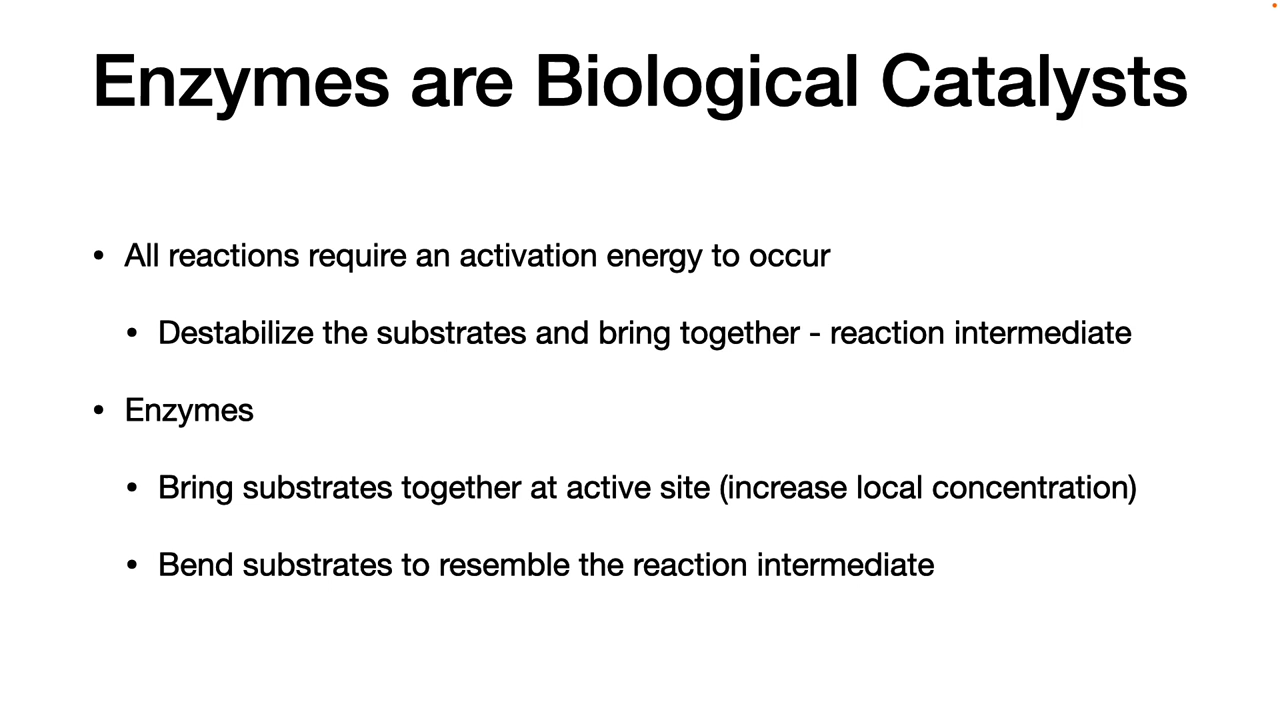 Enzymes are Biological Catalysts
• All reactions require an activation energy to occur
• Destabilize the substrates and bring together - reaction intermediate
• Enzymes
• Bring substrates together at active site (increase local concentration)
• Bend substrates to resemble the reaction intermediate